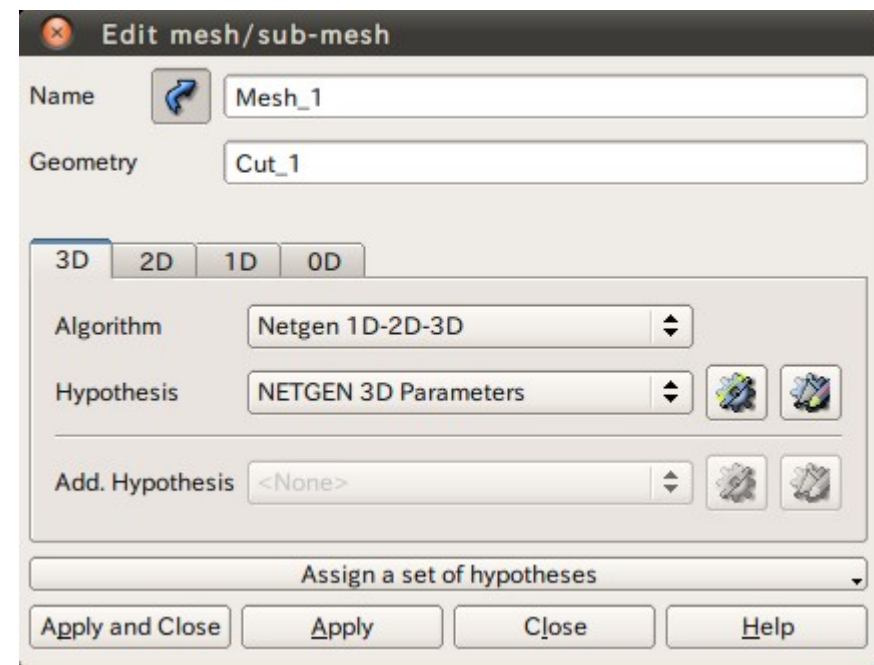 Edit mesh/sub-mesh
Name Mesh_1
Geometry Cut_1
3D 2D 1D 0D
Algorithm Netgen 1D-2D-3D
Hypothesis NETGEN 3D Parameters
Add. Hypothesis <None>
Assign a set of hypotheses
Apply and Close Apply Close Help